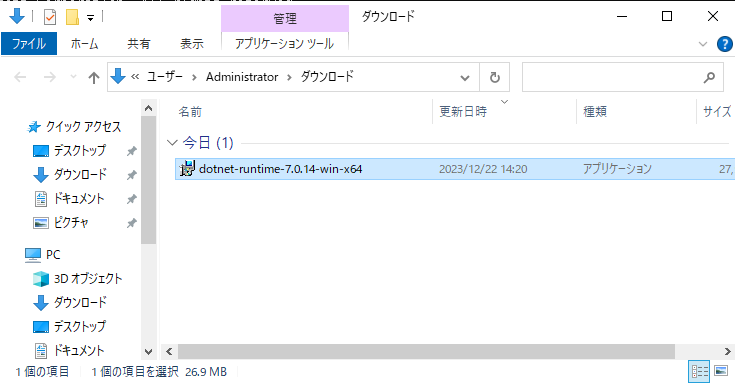 管理
ダウンロード
ファイル ホーム 共有 表示 アプリケーション ツール
ユーザー › Administrator › ダウンロード
名前 更新日時 種類 サイズ
クイック アクセス
デスクトップ
ダウンロード
ドキュメント
ピクチャ
PC
3D オブジェクト
ダウンロード
デスクトップ
ドキュメント
今日 (1)
dotnet-runtime-7.0.14-win-x64 2023/12/22 14:20 アプリケーション 27,
1 個の項目 1 個の項目を選択 26.9 MB